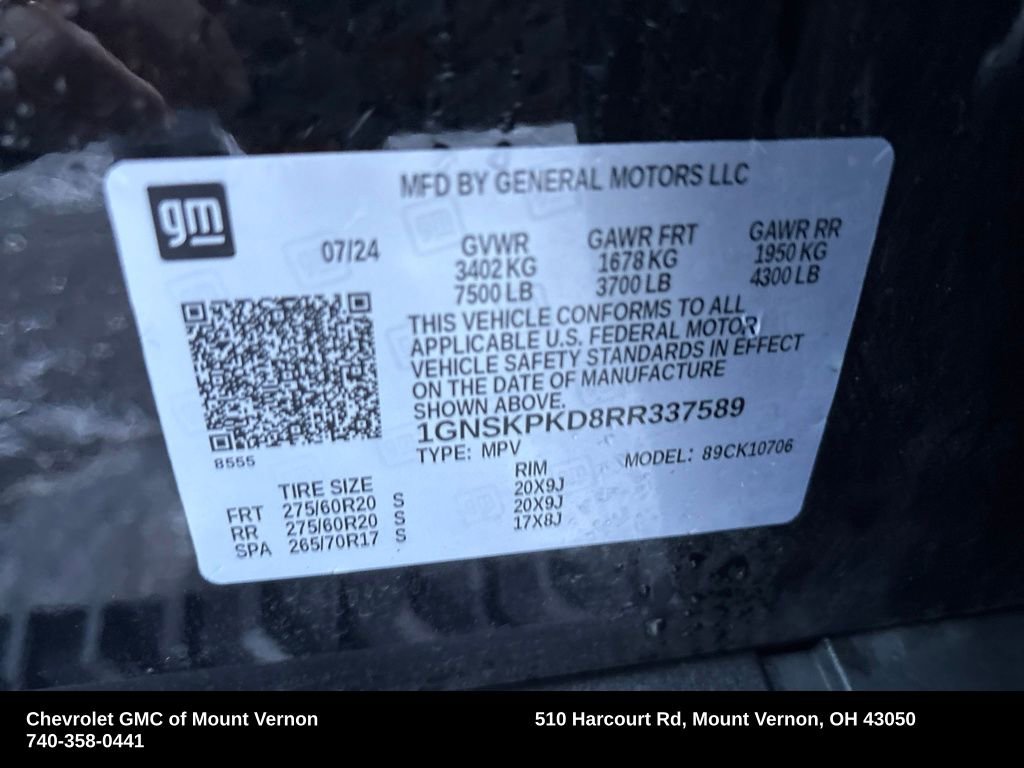 gm
MFD BY GENERAL MOTORS LLC
07/24
GVWR GAWR FRT GAWR RR
3402 KG 1678 KG 1950 KG
7500 LB 3700 LB 4300 LB
THIS VEHICLE CONFORMS TO ALL
APPLICABLE U.S. FEDERAL MOTOR
VEHICLE SAFETY STANDARDS IN EFFECT
ON THE DATE OF MANUFACTURE
SHOWN ABOVE.
1GNSKPKD8RR337589
8555
TYPE: MPV MODEL: 89CK10706
TIRE SIZE RIM
FRT 275/60R20 S 20X9J
RR 275/60R20 S 20X9J
SPA 265/70R17 S 17X8J
Chevrolet GMC of Mount Vernon 510 Harcourt Rd, Mount Vernon, OH 43050
740-358-0441